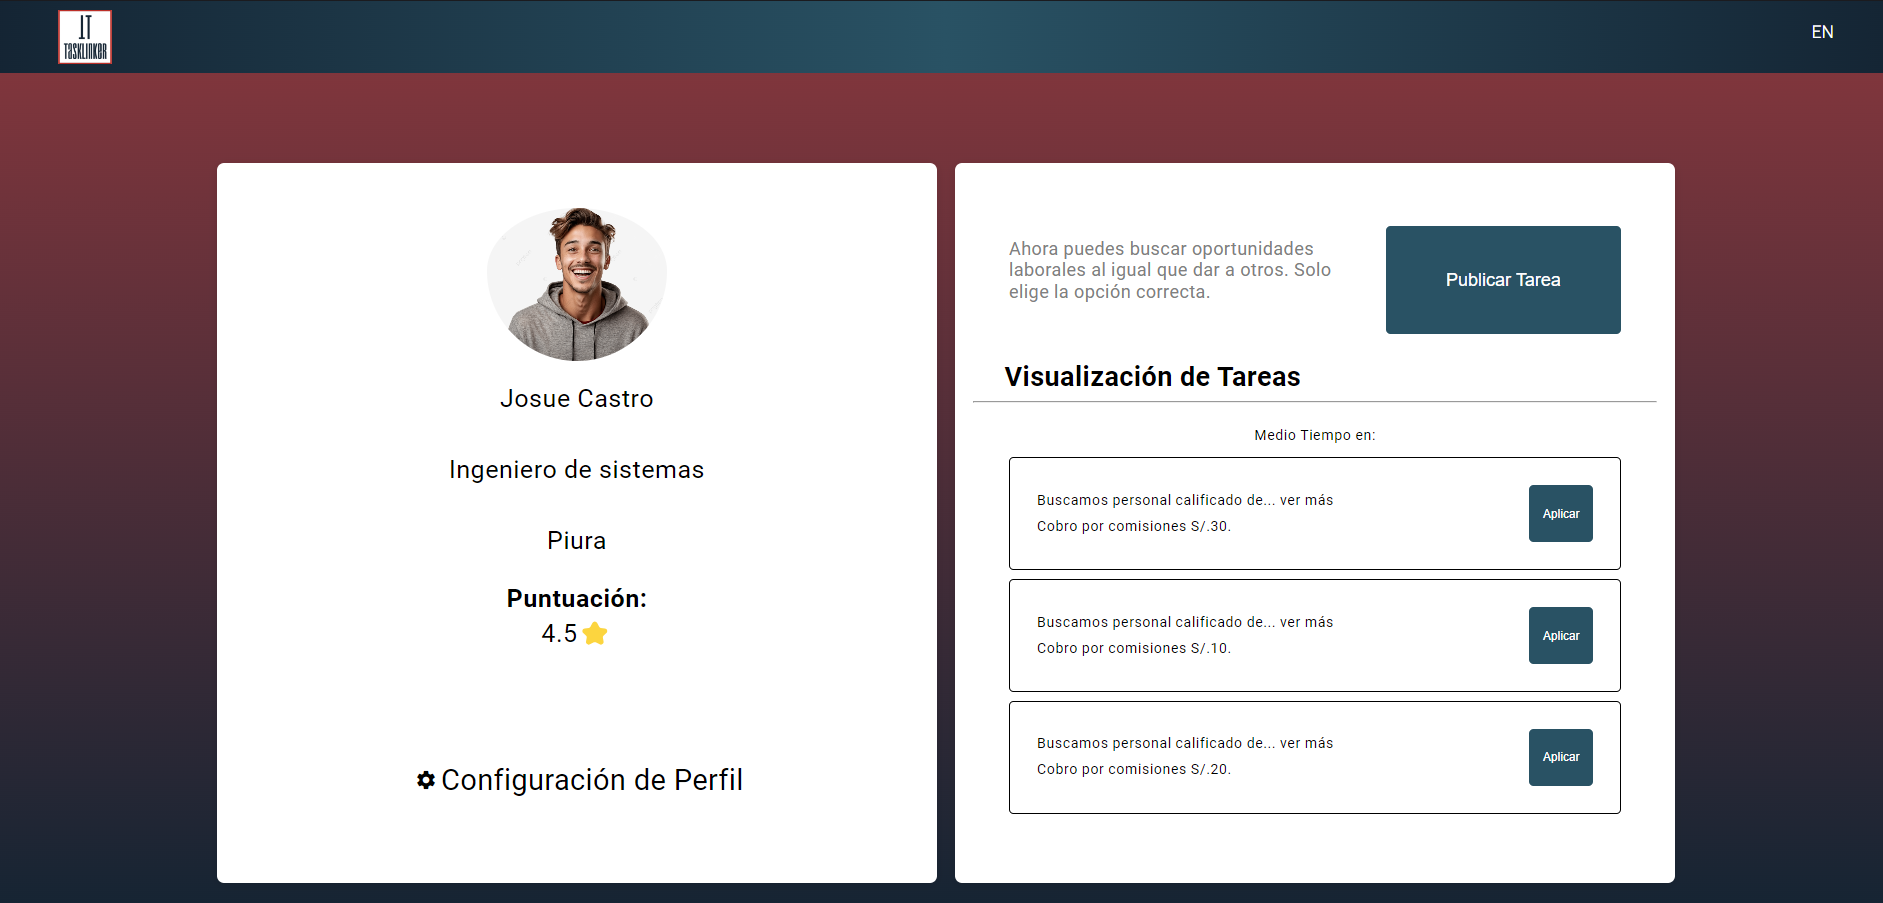 IT
TASKLINKER
EN
Josue Castro
Ingeniero de sistemas
Piura
Puntuación:
4.5
Configuración de Perfil
Ahora puedes buscar oportunidades
laborales al igual que dar a otros. Solo
elige la opción correcta.
Publicar Tarea
Visualización de Tareas
Medio Tiempo en:
Buscamos personal calificado de... ver más
Cobro por comisiones S/.30.
Aplicar
Buscamos personal calificado de... ver más
Cobro por comisiones S/.10.
Aplicar
Buscamos personal calificado de... ver más
Cobro por comisiones S/.20.
Aplicar